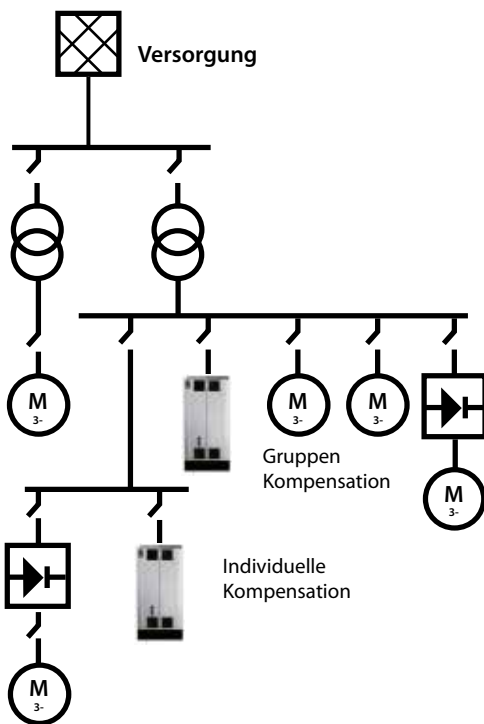 Versorgung
M
3-
M
3-
M
3-
Gruppen
Kompensation
M
3-
Individuelle
Kompensation
M
3-